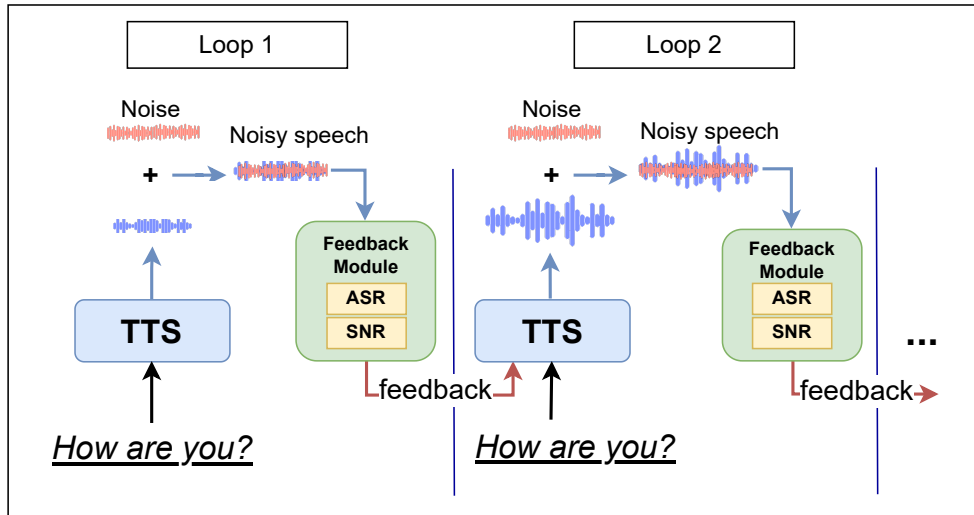 Loop 1
Noise
Noisy speech
+
Feedback
Module
ASR
SNR
TTS
feedback
How are you?
Loop 2
Noise
Noisy speech
+
Feedback
Module
ASR
SNR
TTS
feedback
How are you?
...